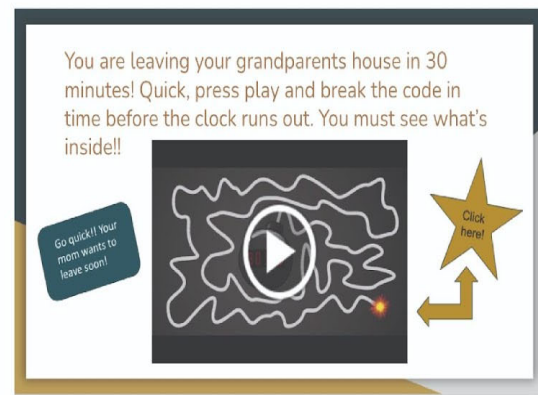 You are leaving your grandparents house in 30
minutes! Quick, press play and break the code in
time before the clock runs out. You must see what's
inside!!
Go quick!! Your
mom wants to
leave soon!
Click
here!